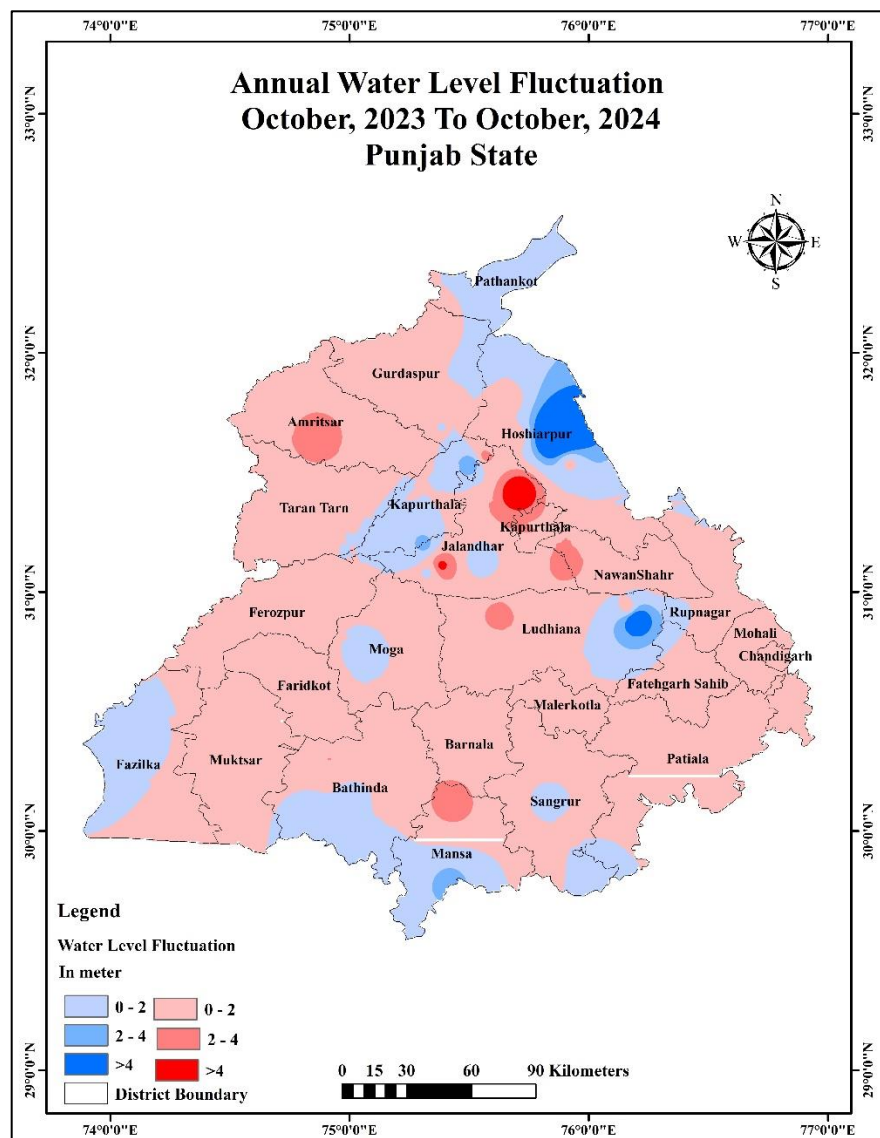 74°0'0"E 75°0'0"E 76°0'0"E 77°0'0"E
Annual Water Level Fluctuation
October, 2023 To October, 2024
Punjab State
33°0'0"N 33°0'0"N
N
W E
S
Pathankot
32°0'0"N 32°0'0"N
Gurdaspur
Amritsar
Hoshiarpur
Taran Tarn
Kapurthala
Kapurthala
Jalandhar
NawanShahr
31°0'0"N 31°0'0"N
Ferozpur
Rupnagar
Ludhiana
Mohali
Moga
Chandigarh
Faridkot
Fatehgarh Sahib
Malerkotla
Barnala
Fazilka
Muktsar
Patiala
Bathinda
Sangrur
30°0'0"N 30°0'0"N
Mansa
Legend
Water Level Fluctuation
In meter
0 - 2 0 - 2
2 - 4 2 - 4
>4 >4
District Boundary
0 15 30 60 90 Kilometers
29°0'0"N 29°0'0"N
74°0'0"E 75°0'0"E 76°0'0"E 77°0'0"E